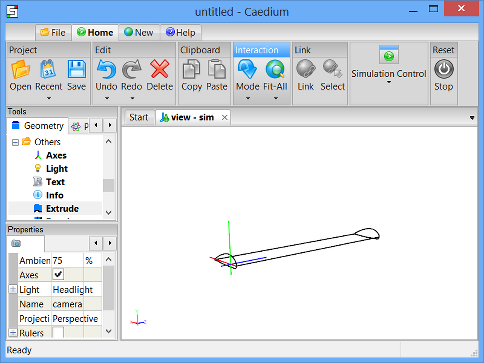 untitled - Caedium
File Home New Help
Project Edit Clipboard Interaction Link Reset
31
Open Recent Save Undo Redo Delete Copy Paste Mode Fit-All Link Select Simulation Control Stop
Tools
Geometry
Others
Axes
Light
Text
Info
Extrude
Properties
Ambien 75 %
Axes
Light Headlight
Name camera
Projecti Perspective
Rulers
Start view - sim
Ready